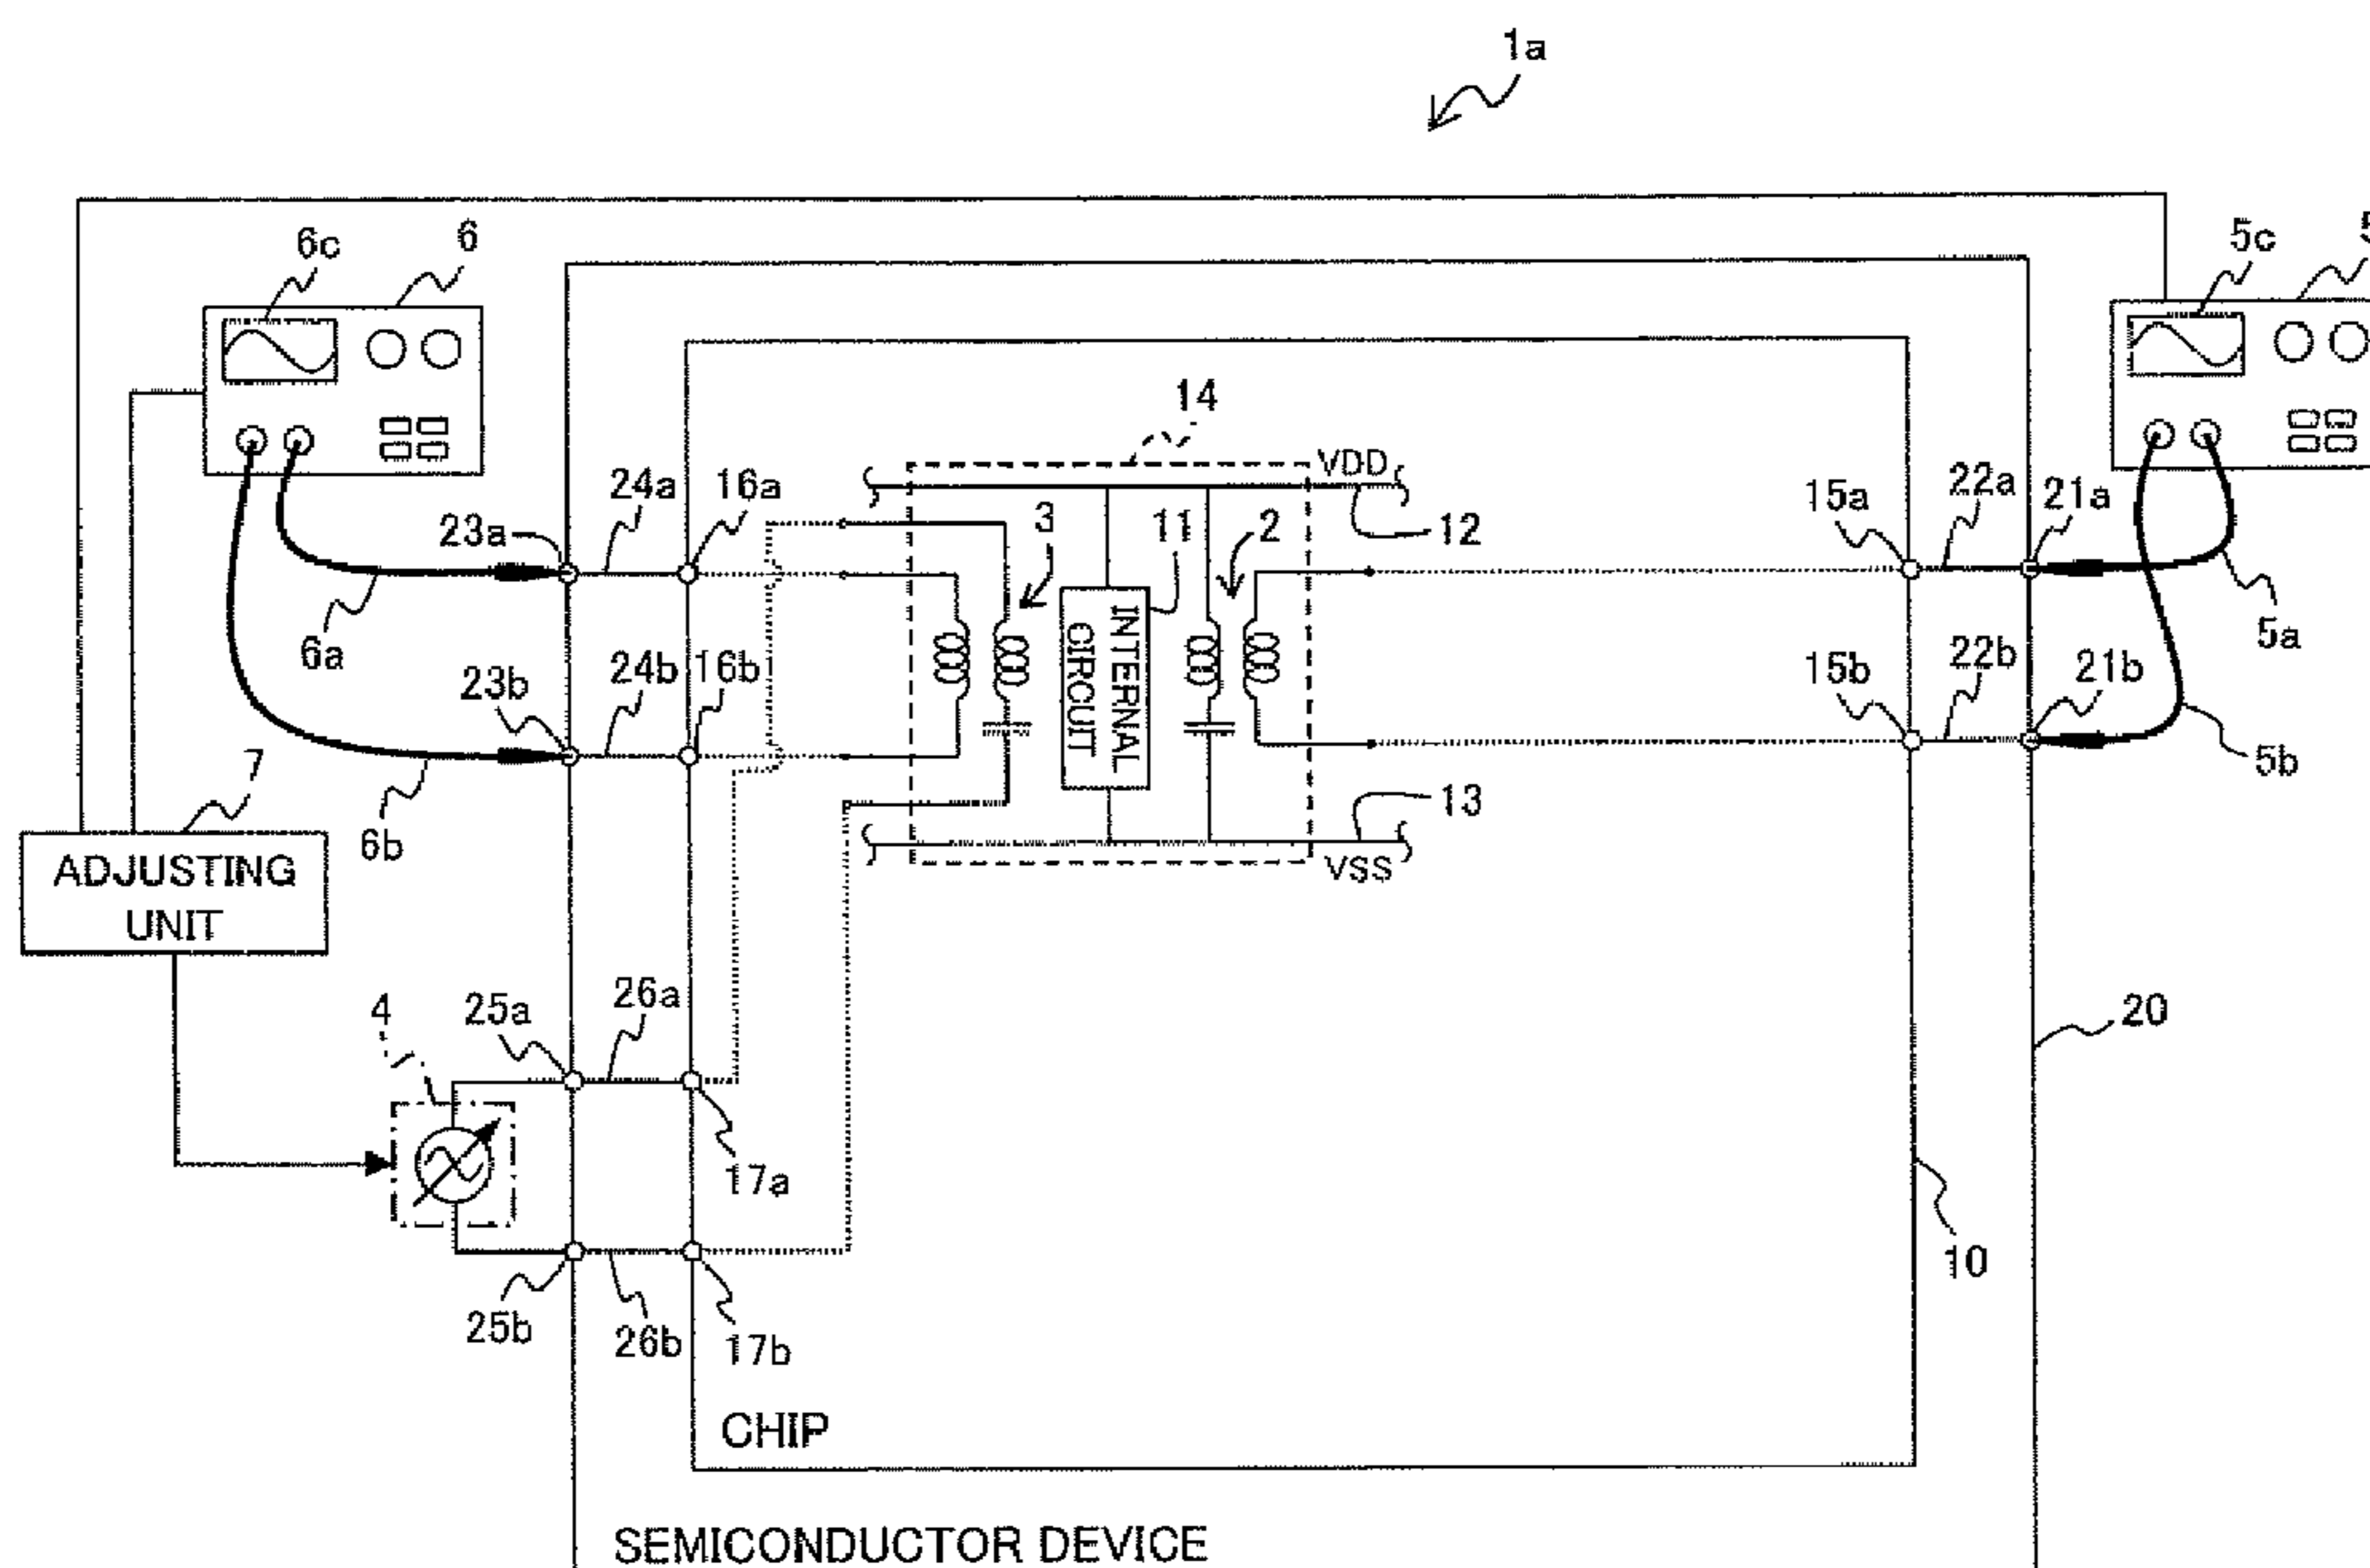 1a
6c
6
5c
5
14
VDD
24a
16a
3
11
2
12
15a
22a
21a
23a
6a
INTERNAL
CIRCUIT
5a
23b
24b
16b
15b
22b
21b
5b
7
6b
13
VSS
ADJUSTING
UNIT
4
25a
26a
20
17a
10
25b
26b
17b
CHIP
SEMICONDUCTOR DEVICE